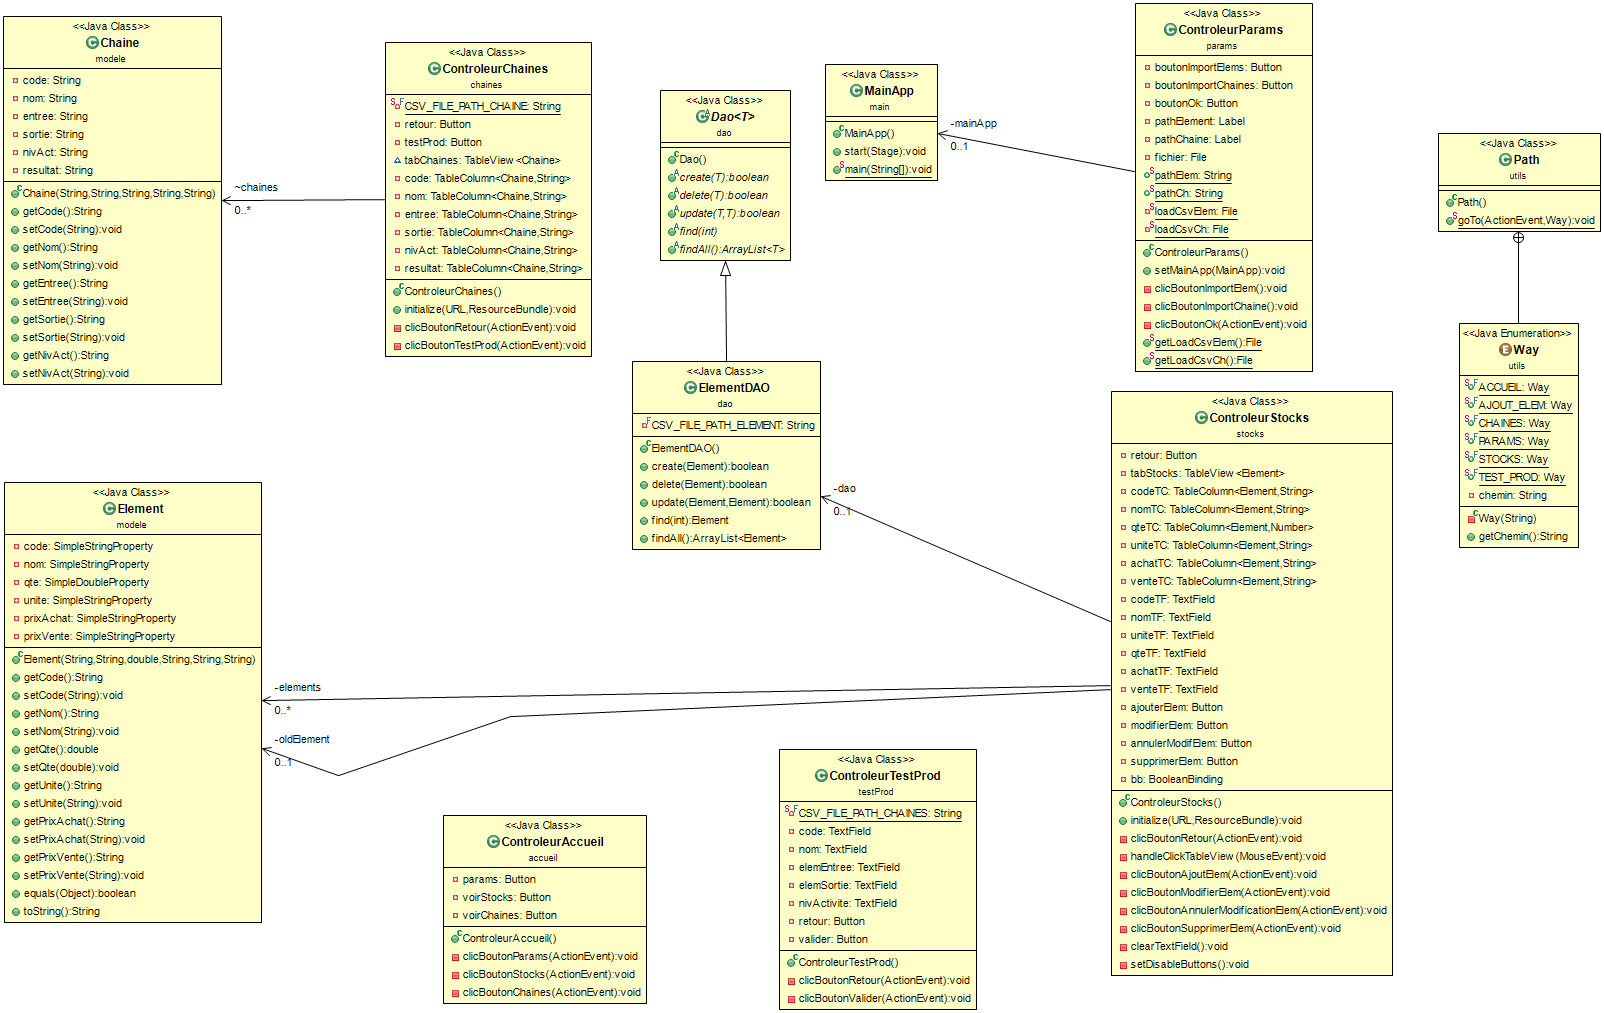 <<Java Class>>
Chaine
modele
code: String
nom: String
entree: String
sortie: String
nivAct: String
resultat: String
Chaine(String,String,String,String,String)
getCode():String
setCode(String):void
getNom():String
setNom(String):void
getEntree():String
setEntree(String):void
getSortie():String
setSortie(String):void
getNivAct():String
setNivAct(String):void
~chaines
0..*
<<Java Class>>
ControleurChaines
chaines
CSV_FILE_PATH_CHAINE: String
retour: Button
testProd: Button
tabChaines: TableView<Chaine>
code: TableColumn<Chaine,String>
nom: TableColumn<Chaine,String>
entree: TableColumn<Chaine,String>
sortie: TableColumn<Chaine,String>
nivAct: TableColumn<Chaine,String>
resultat: TableColumn<Chaine,String>
ControleurChaines()
initialize(URL,ResourceBundle):void
clicBoutonRetour(ActionEvent):void
clicBoutonTestProd(ActionEvent):void
<<Java Class>>
Dao<T>
dao
Dao()
create(T):boolean
delete(T):boolean
update(T,T):boolean
find(int)
findAll():ArrayList<T>
<<Java Class>>
MainApp
main
MainApp()
start(Stage):void
main(String[]):void
-mainApp
0..1
<<Java Class>>
ControleurParams
params
boutonImportElems: Button
boutonImportChaines: Button
boutonOk: Button
pathElement: Label
pathChaine: Label
fichier: File
pathElem: String
pathCh: String
loadCsvElem: File
loadCsvCh: File
ControleurParams()
setMainApp(MainApp):void
clicBoutonImportElem():void
clicBoutonImportChaine():void
clicBoutonOk(ActionEvent):void
getLoadCsvElem():File
getLoadCsvCh():File
<<Java Class>>
Path
utils
Path()
goTo(ActionEvent,Way):void
<<Java Enumeration>>
Way
utils
ACCUEIL: Way
AJOUT_ELEM: Way
CHAINES: Way
PARAMS: Way
STOCKS: Way
TEST_PROD: Way
chemin: String
Way(String)
getChemin():String
<<Java Class>>
ElementDAO
dao
CSV_FILE_PATH_ELEMENT: String
ElementDAO()
create(Element):boolean
delete(Element):boolean
update(Element,Element):boolean
find(int):Element
findAll():ArrayList<Element>
-dao
0..1
<<Java Class>>
ControleurStocks
stocks
retour: Button
tabStocks: TableView<Element>
codeTC: TableColumn<Element,String>
nomTC: TableColumn<Element,String>
qteTC: TableColumn<Element,Number>
uniteTC: TableColumn<Element,String>
achatTC: TableColumn<Element,String>
venteTC: TableColumn<Element,String>
codeTF: TextField
nomTF: TextField
uniteTF: TextField
qteTF: TextField
achatTF: TextField
venteTF: TextField
ajouterElem: Button
modifierElem: Button
annulerModifElem: Button
supprimerElem: Button
bb: BooleanBinding
ControleurStocks()
initialize(URL,ResourceBundle):void
clicBoutonRetour(ActionEvent):void
handleClickTableView(MouseEvent):void
clicBoutonAjoutElem(ActionEvent):void
clicBoutonModifierElem(ActionEvent):void
clicBoutonAnnulerModificationElem(ActionEvent):void
clicBoutonSupprimerElem(ActionEvent):void
clearTextField():void
setDisableButtons():void
<<Java Class>>
Element
modele
code: SimpleStringProperty
nom: SimpleStringProperty
qte: SimpleDoubleProperty
unite: SimpleStringProperty
prixAchat: SimpleStringProperty
prixVente: SimpleStringProperty
Element(String,String,double,String,String,String)
getCode():String
setCode(String):void
getNom():String
setNom(String):void
getQte():double
setQte(double):void
getUnite():String
setUnite(String):void
getPrixAchat():String
setPrixAchat(String):void
getPrixVente():String
setPrixVente(String):void
equals(Object):boolean
toString():String
-elements
0..*
-oldElement
0..1
<<Java Class>>
ControleurAccueil
accueil
params: Button
voirStocks: Button
voirChaines: Button
ControleurAccueil()
clicBoutonParams(ActionEvent):void
clicBoutonStocks(ActionEvent):void
clicBoutonChaines(ActionEvent):void
<<Java Class>>
ControleurTestProd
testProd
CSV_FILE_PATH_CHAINES: String
code: TextField
nom: TextField
elemEntree: TextField
elemSortie: TextField
nivActivite: TextField
retour: Button
valider: Button
ControleurTestProd()
clicBoutonRetour(ActionEvent):void
clicBoutonValider(ActionEvent):void